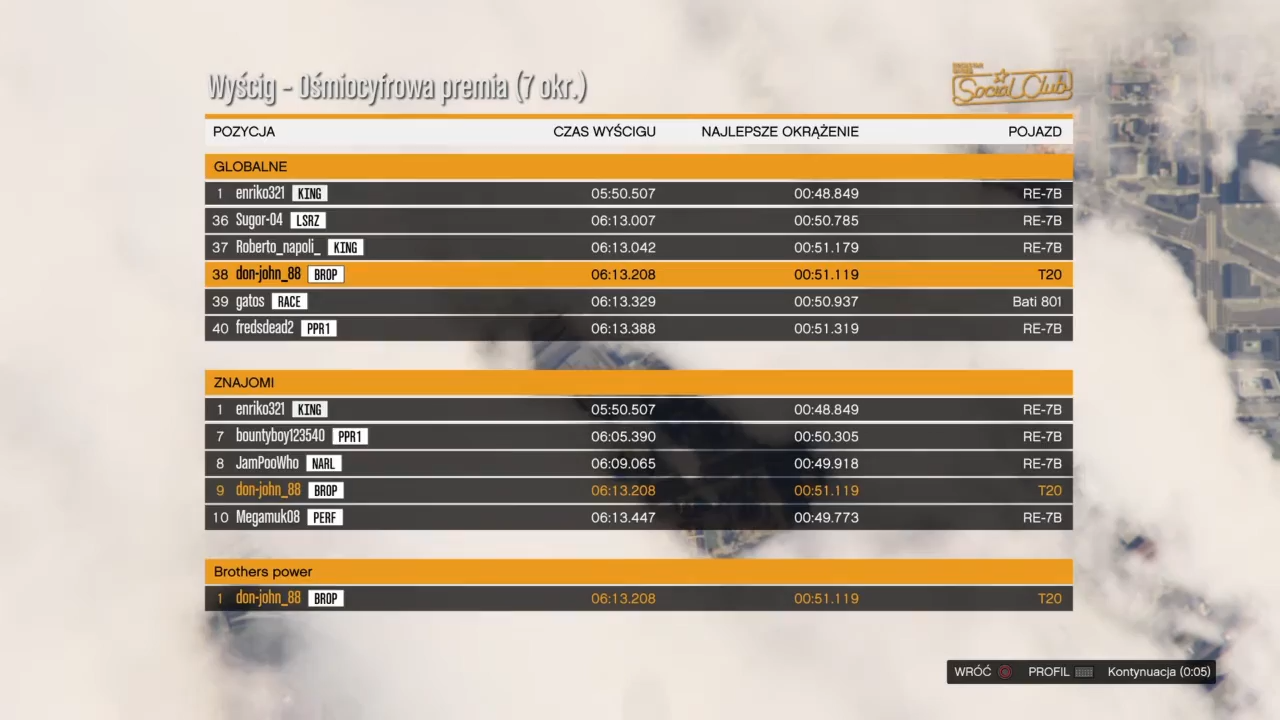 Wyścig - Ośmiocyfrowa premia (7 okr.)
Social Club
POZYCJA CZAS WYŚCIGU NAJLEPSZE OKRĄŻENIE POJAZD
GLOBALNE
1 enriko321 KING 05:50.507 00:48.849 RE-7B
36 Sugor-04 LSRZ 06:13.007 00:50.785 RE-7B
37 Roberto_napoli_ KING 06:13.042 00:51.179 RE-7B
38 don-john_88 BROP 06:13.208 00:51.119 T20
39 gatos RACE 06:13.329 00:50.937 Bati 801
40 fredsdead2 PPR1 06:13.388 00:51.319 RE-7B
ZNAJOMI
1 enriko321 KING 05:50.507 00:48.849 RE-7B
7 bountyboy123540 PPR1 06:05.390 00:50.305 RE-7B
8 JamPooWho NARL 06:09.065 00:49.918 RE-7B
9 don-john_88 BROP 06:13.208 00:51.119 T20
10 Megamuk08 PERF 06:13.447 00:49.773 RE-7B
Brothers power
1 don-john_88 BROP 06:13.208 00:51.119 T20
WRÓĆ PROFIL Kontynuacja (0:05)